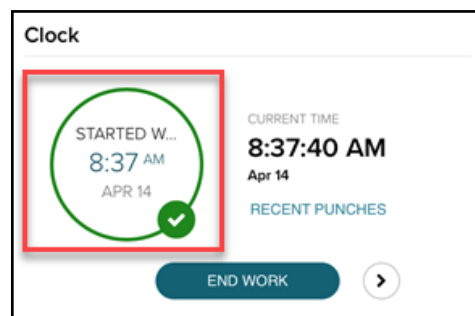 Clock
STARTED W...
8:37 AM
APR 14
CURRENT TIME
8:37:40 AM
Apr 14
RECENT PUNCHES
END WORK